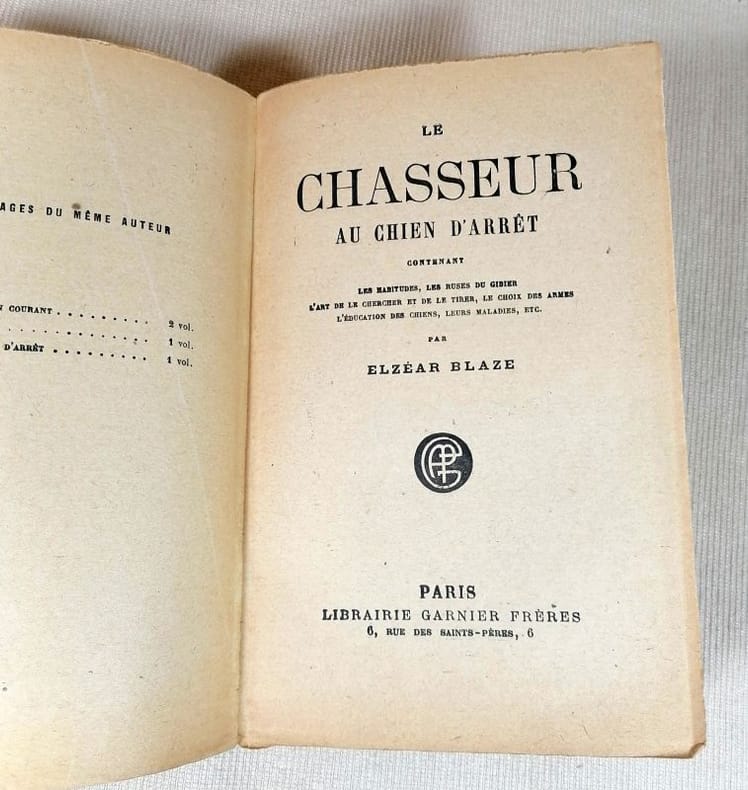 AGES DU MÊME AUTEUR
COURANT . . . . . . . . . 2 vol.
. . . . . . . . . . . . . 1 vol.
D'ARRÊT . . . . . . . . . 1 vol.
LE
CHASSEUR
AU CHIEN D'ARRÊT
CONTENANT
LES HABITUDES, LES RUSES DU GIBIER
L'ART DE LE CHERCHER ET DE LE TIRER, LE CHOIX DES ARMES
L'ÉDUCATION DES CHIENS, LEURS MALADIES, ETC.
PAR
ELZÉAR BLAZE
PARIS
LIBRAIRIE GARNIER FRÈRES
6, RUE DES SAINTS-PÈRES, 6